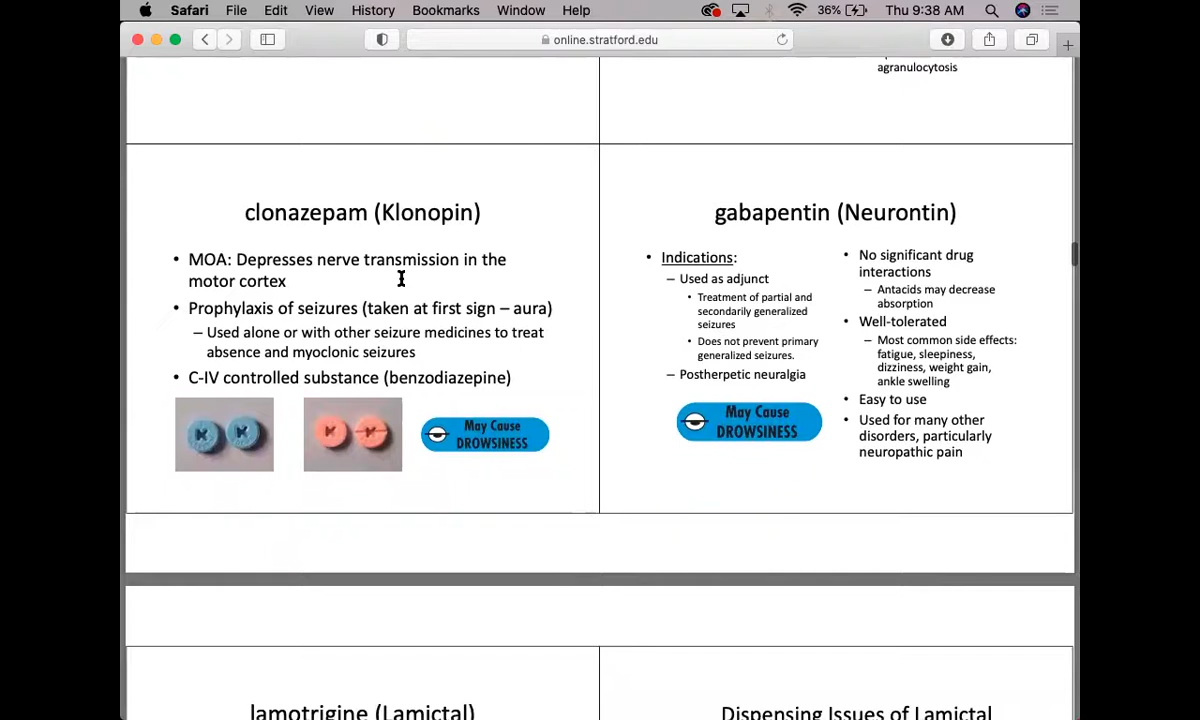 Safari File Edit View History Bookmarks Window Help 36% Thu 9:38 AM
online.stratford.edu
agranulocytosis
clonazepam (Klonopin)
• MOA: Depresses nerve transmission in the
motor cortex
• Prophylaxis of seizures (taken at first sign – aura)
– Used alone or with other seizure medicines to treat
absence and myoclonic seizures
• C-IV controlled substance (benzodiazepine)
May Cause
DROWSINESS
gabapentin (Neurontin)
• Indications:
– Used as adjunct
• Treatment of partial and
secondarily generalized
seizures
• Does not prevent primary
generalized seizures.
– Postherpetic neuralgia
May Cause
DROWSINESS
• No significant drug
interactions
– Antacids may decrease
absorption
• Well-tolerated
– Most common side effects:
fatigue, sleepiness,
dizziness, weight gain,
ankle swelling
• Easy to use
• Used for many other
disorders, particularly
neuropathic pain
lamotrigine (Lamictal)
Dispensing Issues of Lamictal